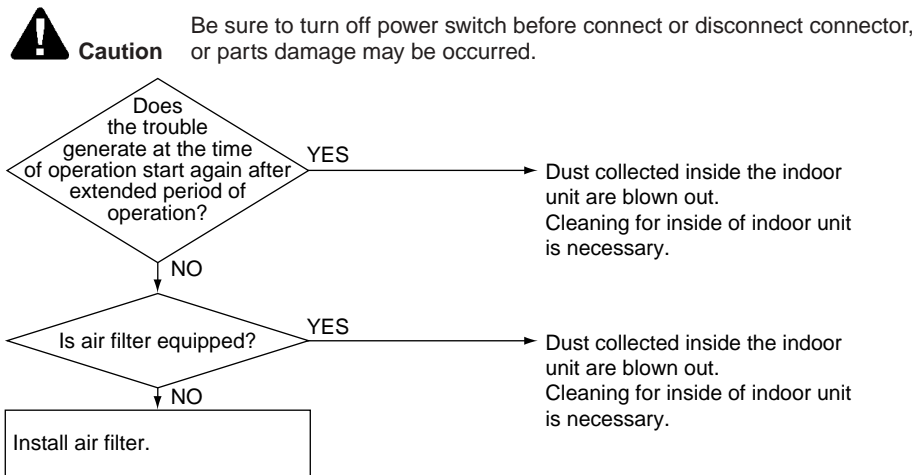 Be sure to turn off power switch before connect or disconnect connector,
Caution or parts damage may be occurred.
Does
the trouble
generate at the time
of operation start again after
extended period of
operation?
YES
Dust collected inside the indoor
unit are blown out.
Cleaning for inside of indoor unit
is necessary.
NO
Is air filter equipped?
YES
Dust collected inside the indoor
unit are blown out.
Cleaning for inside of indoor unit
is necessary.
NO
Install air filter.